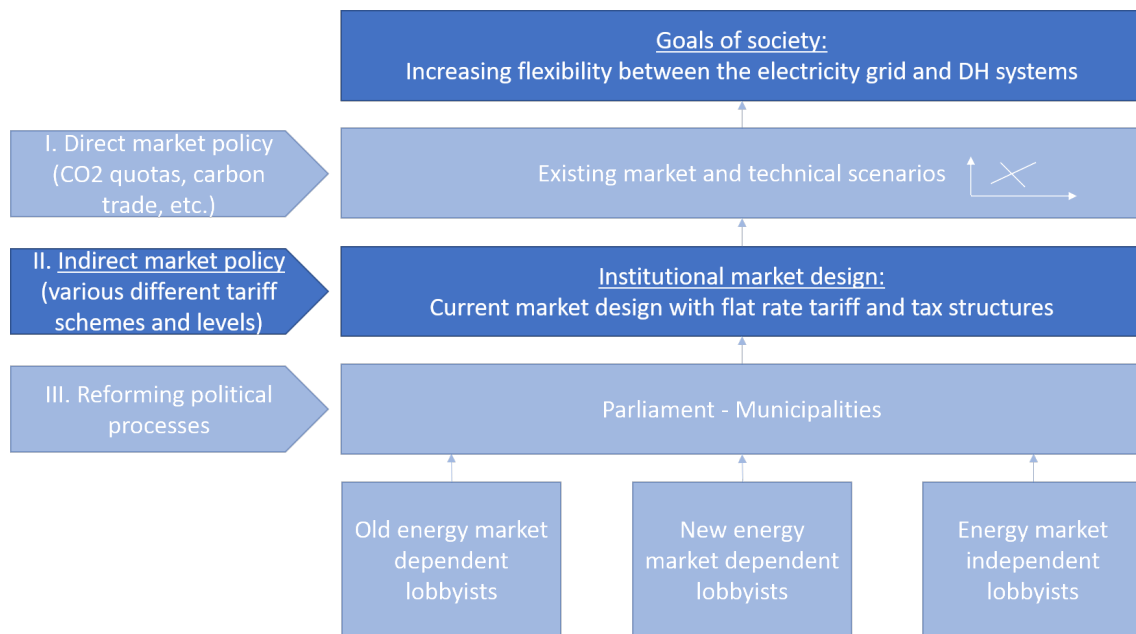 Goals of society:
Increasing flexibility between the electricity grid and DH systems
I. Direct market policy
(CO2 quotas, carbon
trade, etc.)
Existing market and technical scenarios
II. Indirect market policy
(various different tariff
schemes and levels)
Institutional market design:
Current market design with flat rate tariff and tax structures
III. Reforming political
processes
Parliament - Municipalities
Old energy market
dependent
lobbyists
New energy
market dependent
lobbyists
Energy market
independent
lobbyists